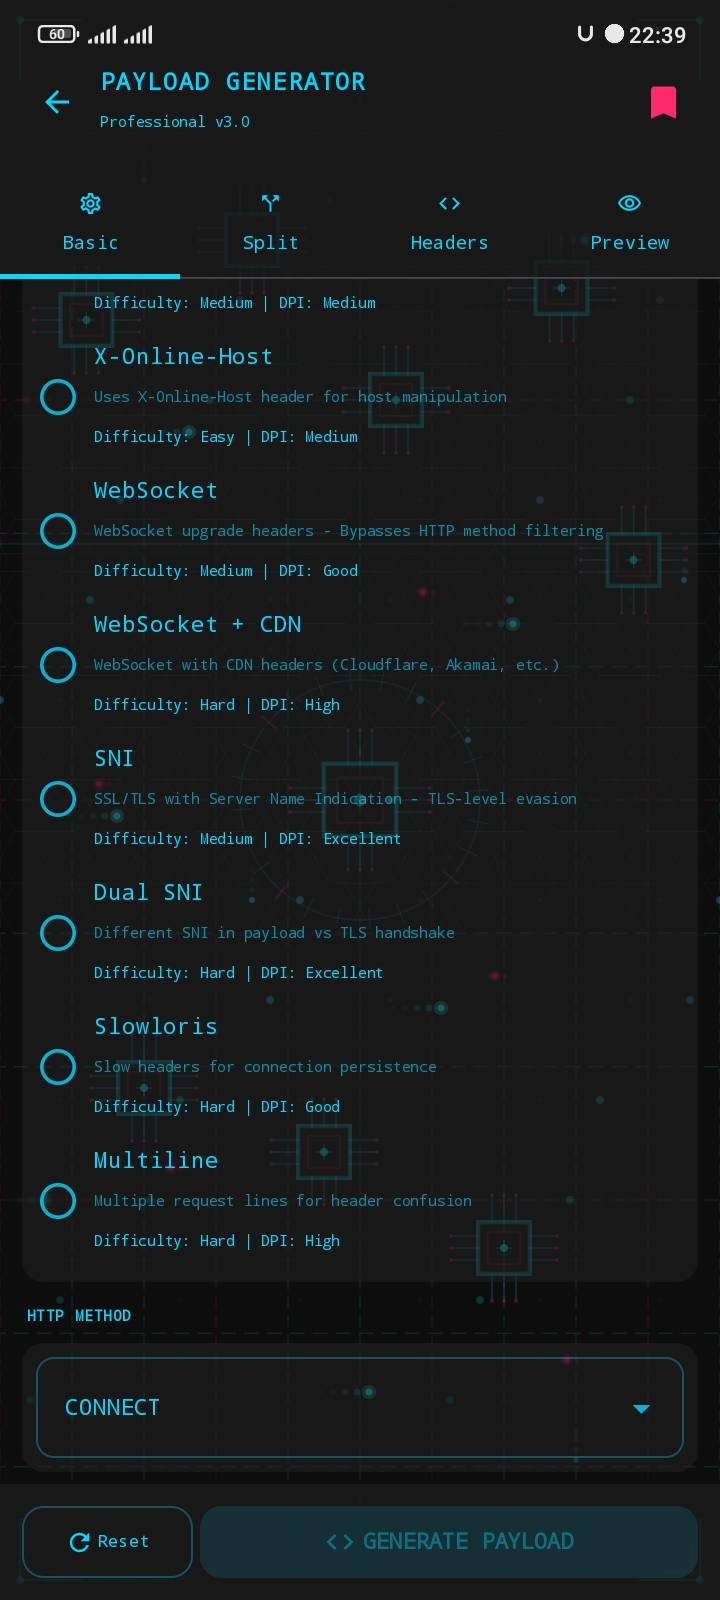 60
22:39
PAYLOAD GENERATOR
Professional v3.0
Basic
Split
Headers
Preview
Difficulty: Medium | DPI: Medium
X-Online-Host
Uses X-Online-Host header for host manipulation
Difficulty: Easy | DPI: Medium
WebSocket
WebSocket upgrade headers - Bypasses HTTP method filtering
Difficulty: Medium | DPI: Good
WebSocket + CDN
WebSocket with CDN headers (Cloudflare, Akamai, etc.)
Difficulty: Hard | DPI: High
SNI
SSL/TLS with Server Name Indication - TLS-level evasion
Difficulty: Medium | DPI: Excellent
Dual SNI
Different SNI in payload vs TLS handshake
Difficulty: Hard | DPI: Excellent
Slowloris
Slow headers for connection persistence
Difficulty: Hard | DPI: Good
Multiline
Multiple request lines for header confusion
Difficulty: Hard | DPI: High
HTTP METHOD
CONNECT
Reset
GENERATE PAYLOAD